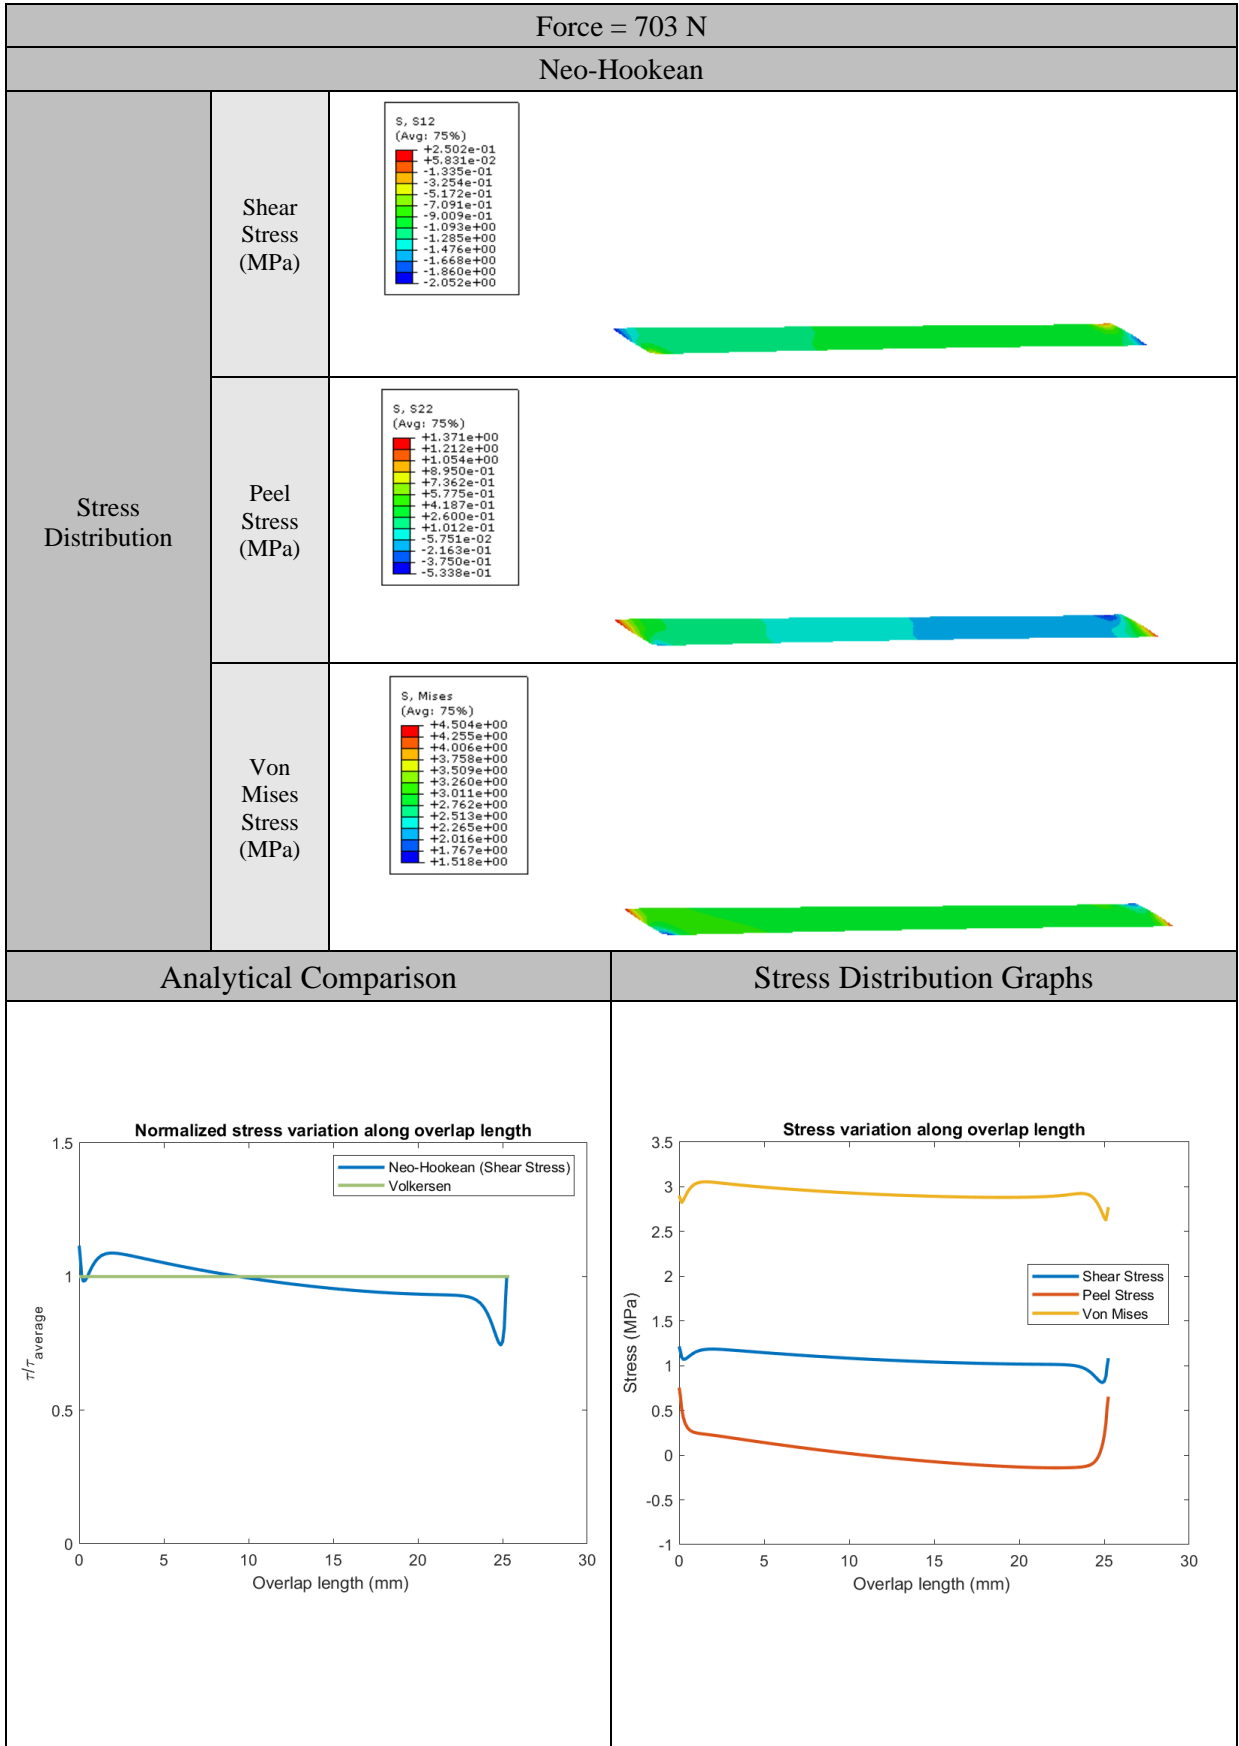 Force = 703 N
Neo-Hookean
Stress
Distribution
Shear
Stress
(MPa)
S, S12
(Avg: 75%)
+2.502e-01
+5.831e-02
-1.335e-01
-3.254e-01
-5.172e-01
-7.091e-01
-9.009e-01
-1.093e+00
-1.285e+00
-1.476e+00
-1.668e+00
-1.860e+00
-2.052e+00
Peel
Stress
(MPa)
S, S22
(Avg: 75%)
+1.371e+00
+1.212e+00
+1.054e+00
+8.950e-01
+7.362e-01
+5.775e-01
+4.187e-01
+2.600e-01
+1.012e-01
-5.751e-02
-2.163e-01
-3.750e-01
-5.338e-01
Von
Mises
Stress
(MPa)
S, Mises
(Avg: 75%)
+4.504e+00
+4.255e+00
+4.006e+00
+3.758e+00
+3.509e+00
+3.260e+00
+3.011e+00
+2.762e+00
+2.513e+00
+2.265e+00
+2.016e+00
+1.767e+00
+1.518e+00
Analytical Comparison
Normalized stress variation along overlap length
1.5
1
0.5
0
τ/τaverage
Neo-Hookean (Shear Stress)
Volkersen
0 5 10 15 20 25 30
Overlap length (mm)
Stress Distribution Graphs
Stress variation along overlap length
3.5
3
2.5
2
1.5
1
0.5
0
-0.5
-1
Stress (MPa)
Shear Stress
Peel Stress
Von Mises
0 5 10 15 20 25 30
Overlap length (mm)